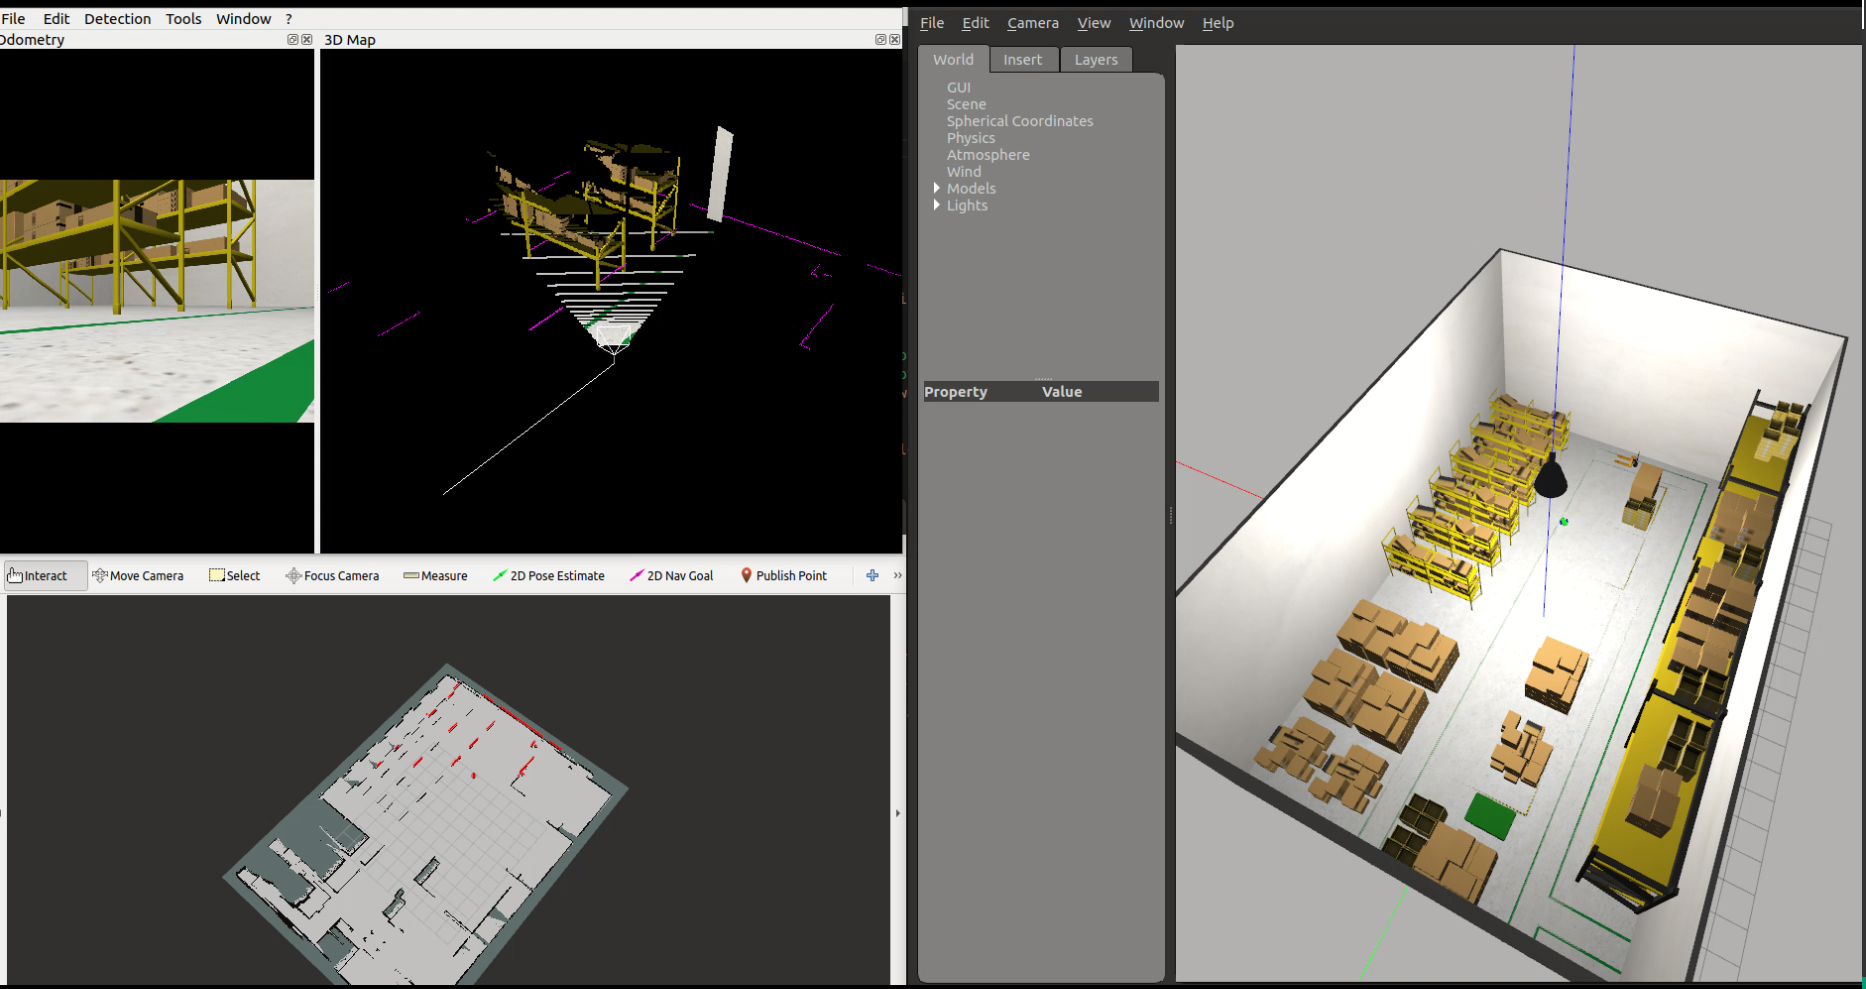 File Edit Detection Tools Window ?
Odometry
3D Map
Interact Move Camera Select Focus Camera Measure 2D Pose Estimate 2D Nav Goal Publish Point »
File Edit Camera View Window Help
World Insert Layers
GUI
Scene
Spherical Coordinates
Physics
Atmosphere
Wind
Models
Lights
Property Value